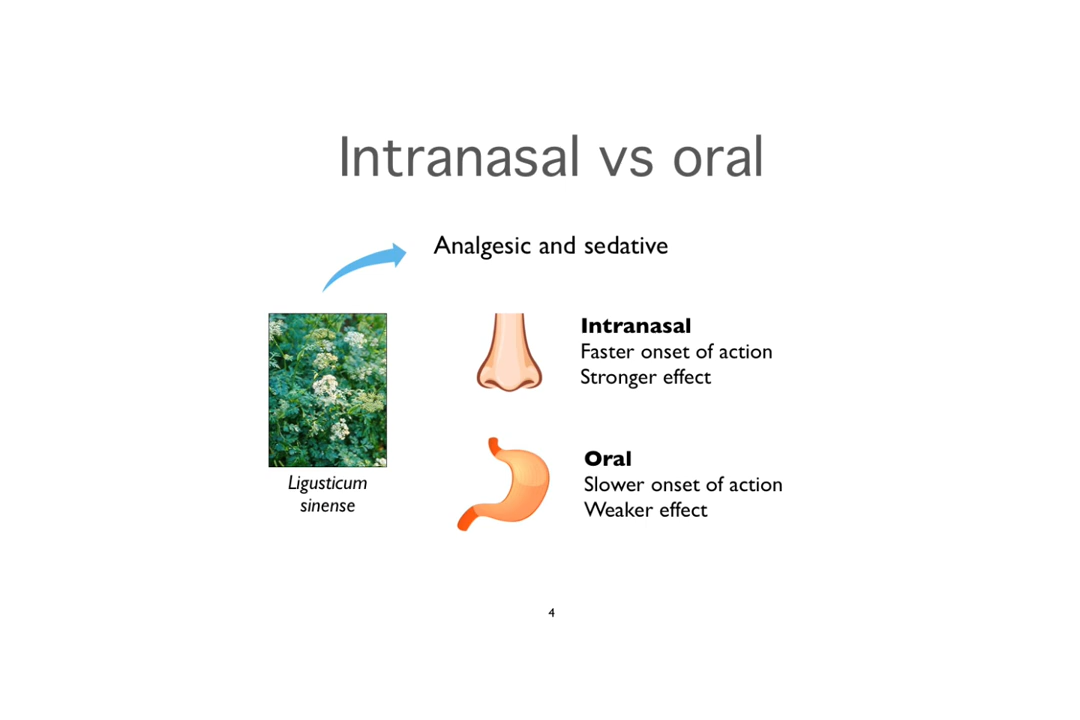 Intranasal vs oral
Analgesic and sedative
Intranasal
Faster onset of action
Stronger effect
Ligusticum
sinense
Oral
Slower onset of action
Weaker effect
4